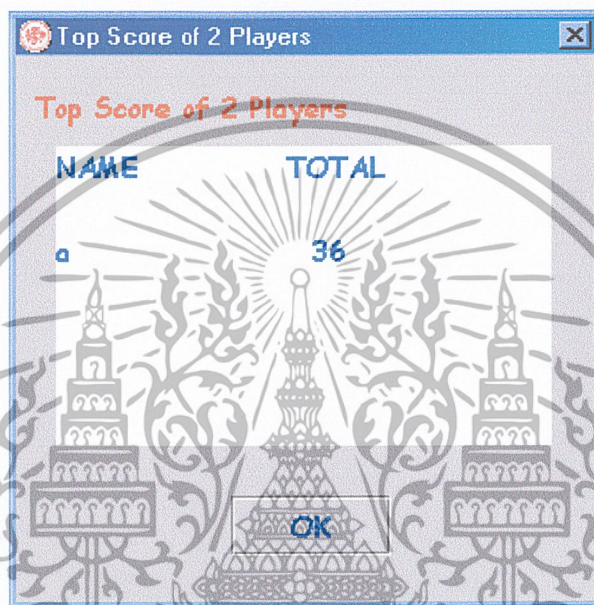 Top Score of 2 Players
Top Score of 2 Players
NAME TOTAL
a 36
OK